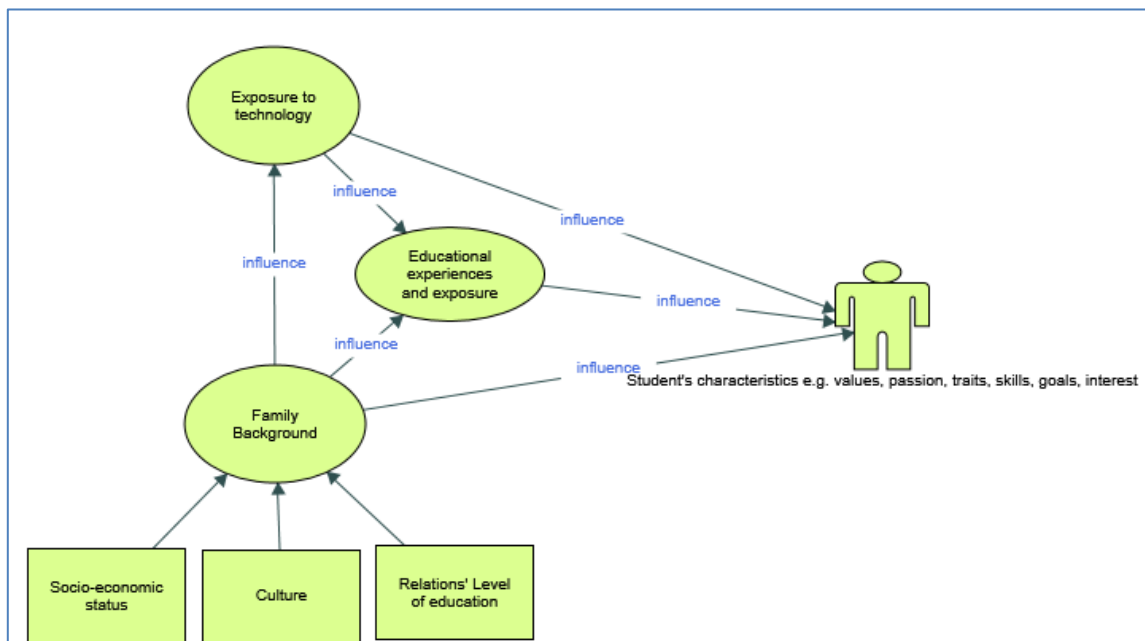 Exposure to
technology
influence
influence
influence
Educational
experiences
and exposure
influence
influence
influence
Student's characteristics e.g. values, passion, traits, skills, goals, interest
Family
Background
Socio-economic
status
Culture
Relations' Level
of education